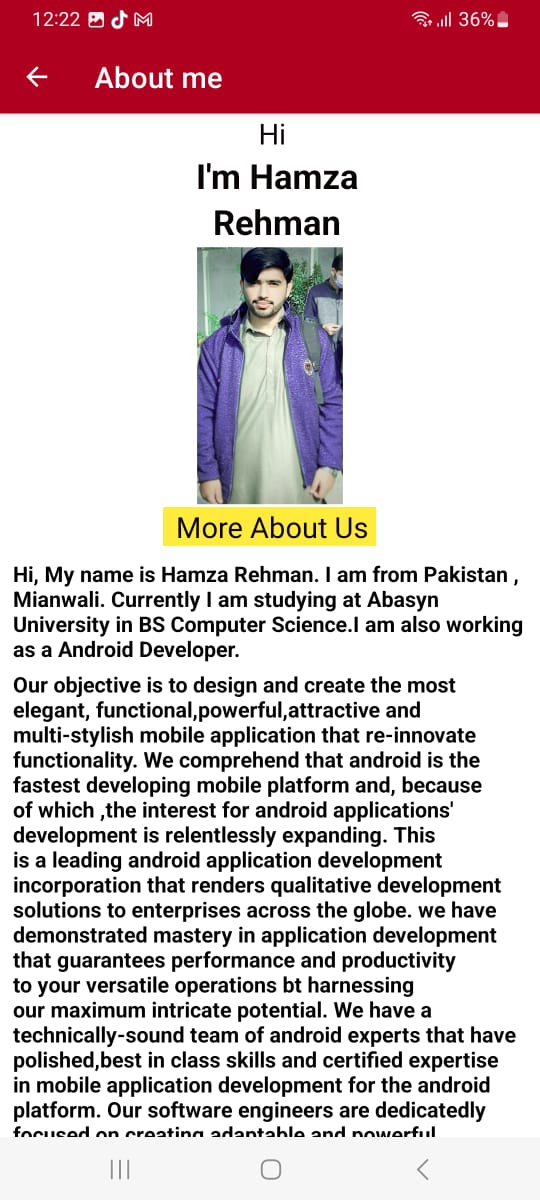 12:22 36%
About me
Hi
I'm Hamza
Rehman
More About Us
Hi, My name is Hamza Rehman. I am from Pakistan ,
Mianwali. Currently I am studying at Abasyn
University in BS Computer Science.I am also working
as a Android Developer.
Our objective is to design and create the most
elegant, functional,powerful,attractive and
multi-stylish mobile application that re-innovate
functionality. We comprehend that android is the
fastest developing mobile platform and, because
of which ,the interest for android applications'
development is relentlessly expanding. This
is a leading android application development
incorporation that renders qualitative development
solutions to enterprises across the globe. we have
demonstrated mastery in application development
that guarantees performance and productivity
to your versatile operations bt harnessing
our maximum intricate potential. We have a
technically-sound team of android experts that have
polished,best in class skills and certified expertise
in mobile application development for the android
platform. Our software engineers are dedicatedly
focused on creating adaptable and powerful